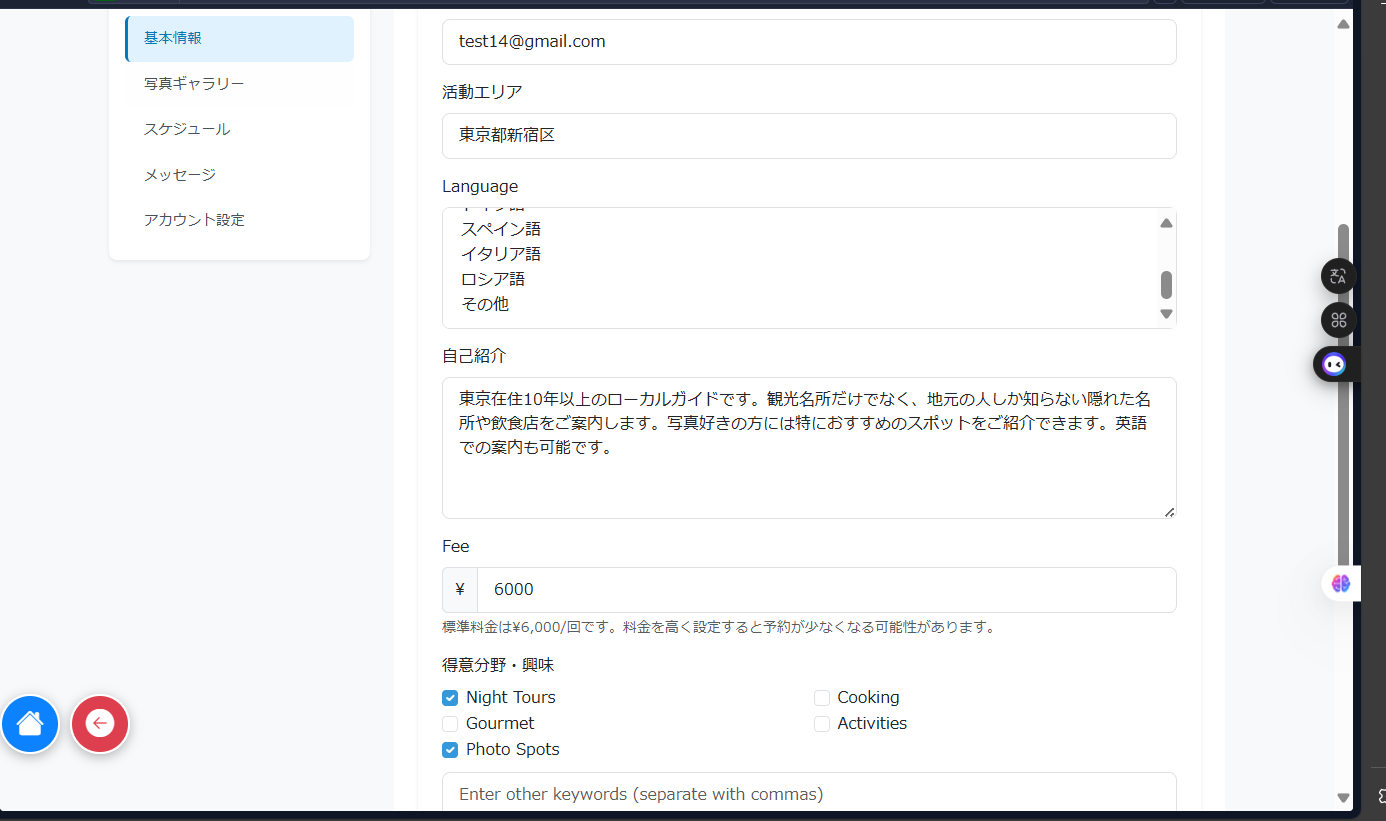 基本情報
写真ギャラリー
スケジュール
メッセージ
アカウント設定
test14@gmail.com
活動エリア
東京都新宿区
Language
スペイン語
イタリア語
ロシア語
その他
自己紹介
東京在住10年以上のローカルガイドです。観光名所だけでなく、地元の人しか知らない隠れた名
所や飲食店をご案内します。写真好きの方には特におすすめのスポットをご紹介できます。英語
での案内も可能です。
Fee
¥ 6000
標準料金は¥6,000/回です。料金を高く設定すると予約が少なくなる可能性があります。
得意分野・興味
Night Tours
Cooking
Gourmet
Activities
Photo Spots
Enter other keywords (separate with commas)